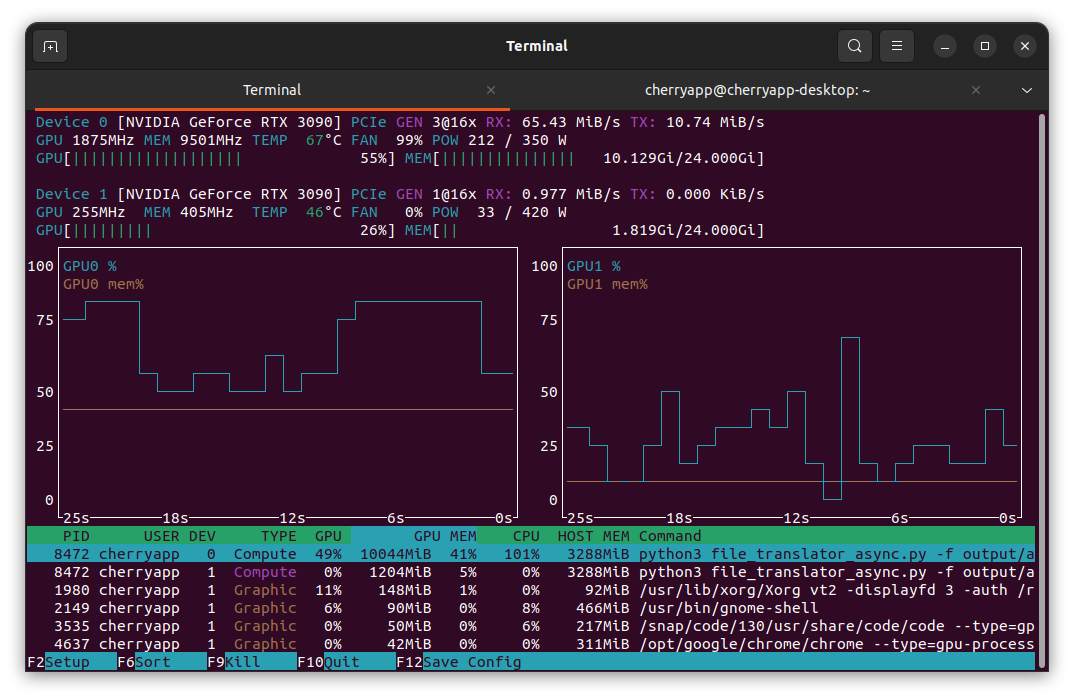 Terminal
Terminal
cherryapp@cherryapp-desktop: ~
Device 0 [NVIDIA GeForce RTX 3090] PCIe GEN 3@16x RX: 65.43 MiB/s TX: 10.74 MiB/s
GPU 1875MHz MEM 9501MHz TEMP 67°C FAN 99% POW 212 / 350 W
GPU[||||||||||||||||||| 55%] MEM[||||||||||||||| 10.129Gi/24.000Gi]
Device 1 [NVIDIA GeForce RTX 3090] PCIe GEN 1@16x RX: 0.977 MiB/s TX: 0.000 KiB/s
GPU 255MHz MEM 405MHz TEMP 46°C FAN 0% POW 33 / 420 W
GPU[||||||||| 26%] MEM[|| 1.819Gi/24.000Gi]
100
GPU0 %
GPU0 mem%
75
50
25
0
25s 18s 12s 6s 0s
100
GPU1 %
GPU1 mem%
75
50
25
0
25s 18s 12s 6s 0s
PID USER DEV TYPE GPU GPU MEM CPU HOST MEM Command
8472 cherryapp 0 Compute 49% 10044MiB 41% 101% 3288MiB python3 file_translator_async.py -f output/a
8472 cherryapp 1 Compute 0% 1204MiB 5% 0% 3288MiB python3 file_translator_async.py -f output/a
1980 cherryapp 1 Graphic 11% 148MiB 1% 0% 92MiB /usr/lib/xorg/Xorg vt2 -displayfd 3 -auth /r
2149 cherryapp 1 Graphic 6% 90MiB 0% 8% 466MiB /usr/bin/gnome-shell
3535 cherryapp 1 Graphic 0% 50MiB 0% 6% 217MiB /snap/code/130/usr/share/code/code --type=gp
4637 cherryapp 1 Graphic 0% 42MiB 0% 0% 311MiB /opt/google/chrome/chrome --type=gpu-process
F2Setup F6Sort F9Kill F10Quit F12Save Config